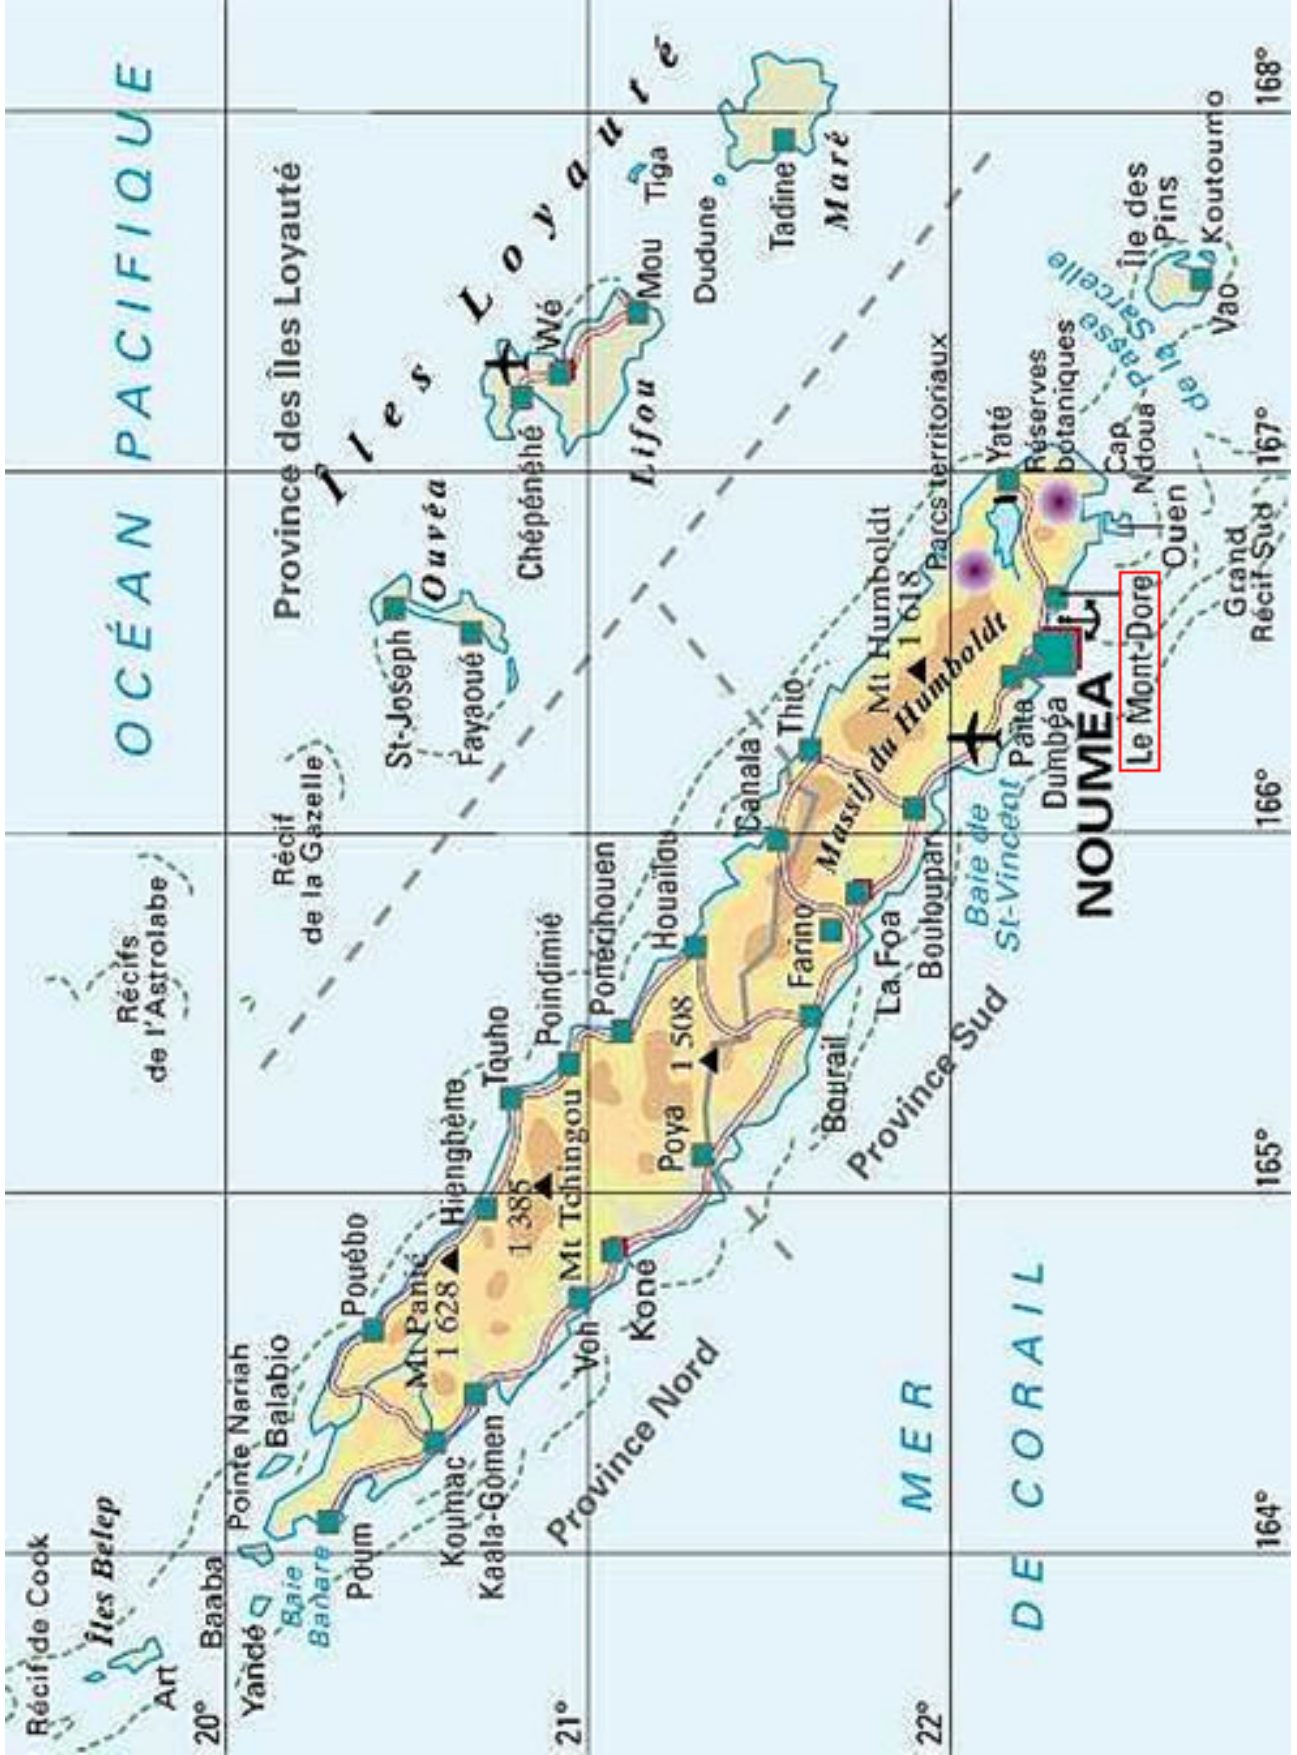 OCÉAN PACIFIQUE
Récif de Cook
Îles Belep
Art
Récifs
de l'Astrolabe
Récif
de la Gazelle
Province des Îles Loyauté
Îles Loyauté
20°
Baaba
Yandé
Pointe Nariah
Balabio
Baie
Banare
Poum
Pouébo
Koumac
Kaala-Gomen
Mt Panié
1 628
Hienghène
Touho
1 385
Mt Tchingou
Poindimié
Ponérihouen
St-Joseph
Fayaoué
Ouvéa
Chépénéhé
Wé
Mou
Lifou
Tiga
Dudune
Tadine
Maré
21°
Voh
Koné
Province Nord
Poya
1 508
Houaïlou
Canala
Thio
Bourail
Farino
La Foa
Bouloupari
Massif du Humboldt
Mt Humboldt
1 618
Parcs territoriaux
Province Sud
22°
Baie de
St-Vincent
Païta
Dumbéa
NOUMÉA
Le Mont-Dore
Yaté
Réserves
botaniques
Cap
Ndoua
Ouen
Passe
de la Sarcelle
Île des
Pins
Vao
Koutoumo
Grand
Récif Sud
MER
DE CORAIL
164°
165°
166°
167°
168°